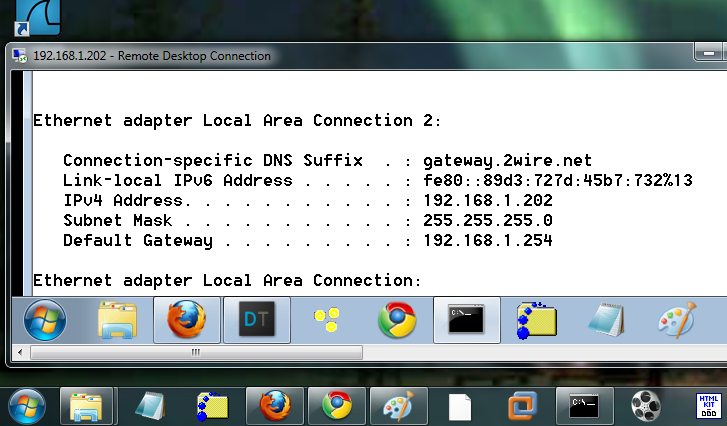 192.168.1.202 - Remote Desktop Connection
Ethernet adapter Local Area Connection 2:
Connection-specific DNS Suffix . : gateway.2wire.net
Link-local IPv6 Address . . . . . : fe80::89d3:727d:45b7:732%13
IPv4 Address. . . . . . . . . . . : 192.168.1.202
Subnet Mask . . . . . . . . . . . : 255.255.255.0
Default Gateway . . . . . . . . . : 192.168.1.254
Ethernet adapter Local Area Connection:
DT
C:\.
C:\.
HTML
KIT